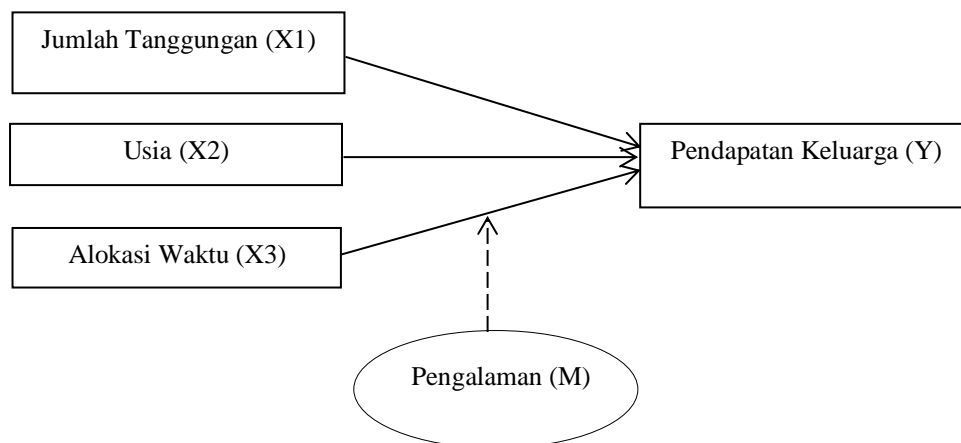 Jumlah Tanggungan (X1)
Usia (X2)
Pendapatan Keluarga (Y)
Alokasi Waktu (X3)
Pengalaman (M)